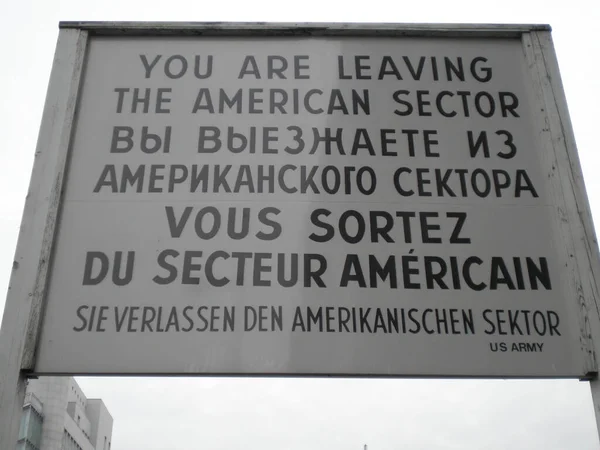 YOU ARE LEAVING
THE AMERICAN SECTOR
ВЫ ВЫЕЗЖАЕТЕ ИЗ
АМЕРИКАНСКОГО СЕКТОРА
VOUS SORTEZ
DU SECTEUR AMÉRICAIN
SIE VERLASSEN DEN AMERIKANISCHEN SEKTOR
US ARMY